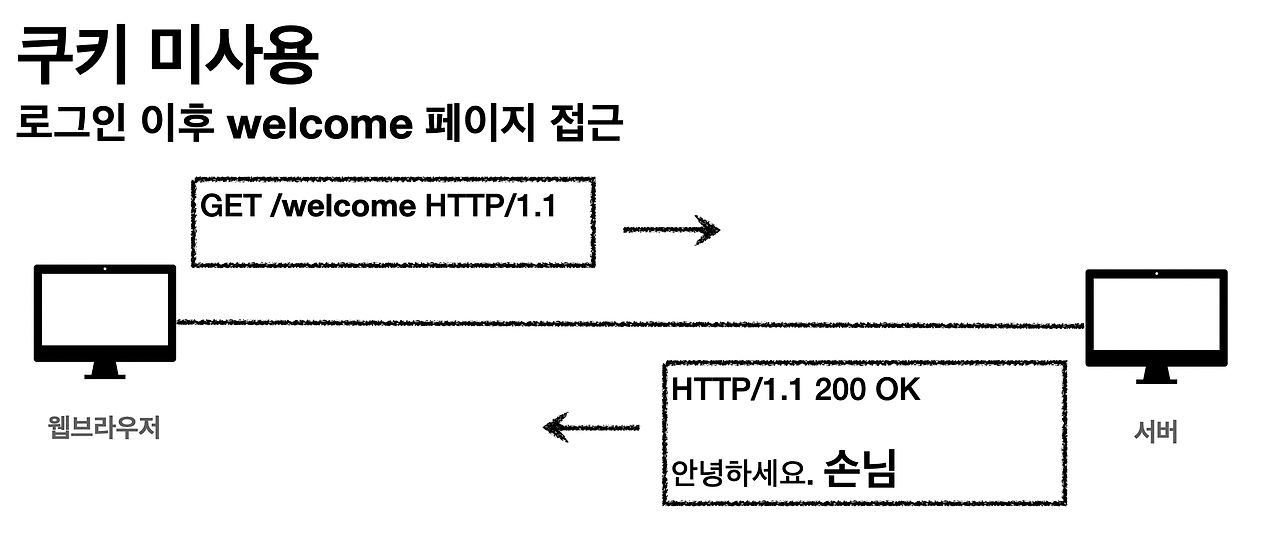 쿠키 미사용
로그인 이후 welcome 페이지 접근
GET /welcome HTTP/1.1
웹브라우저
HTTP/1.1 200 OK
안녕하세요. 손님
서버